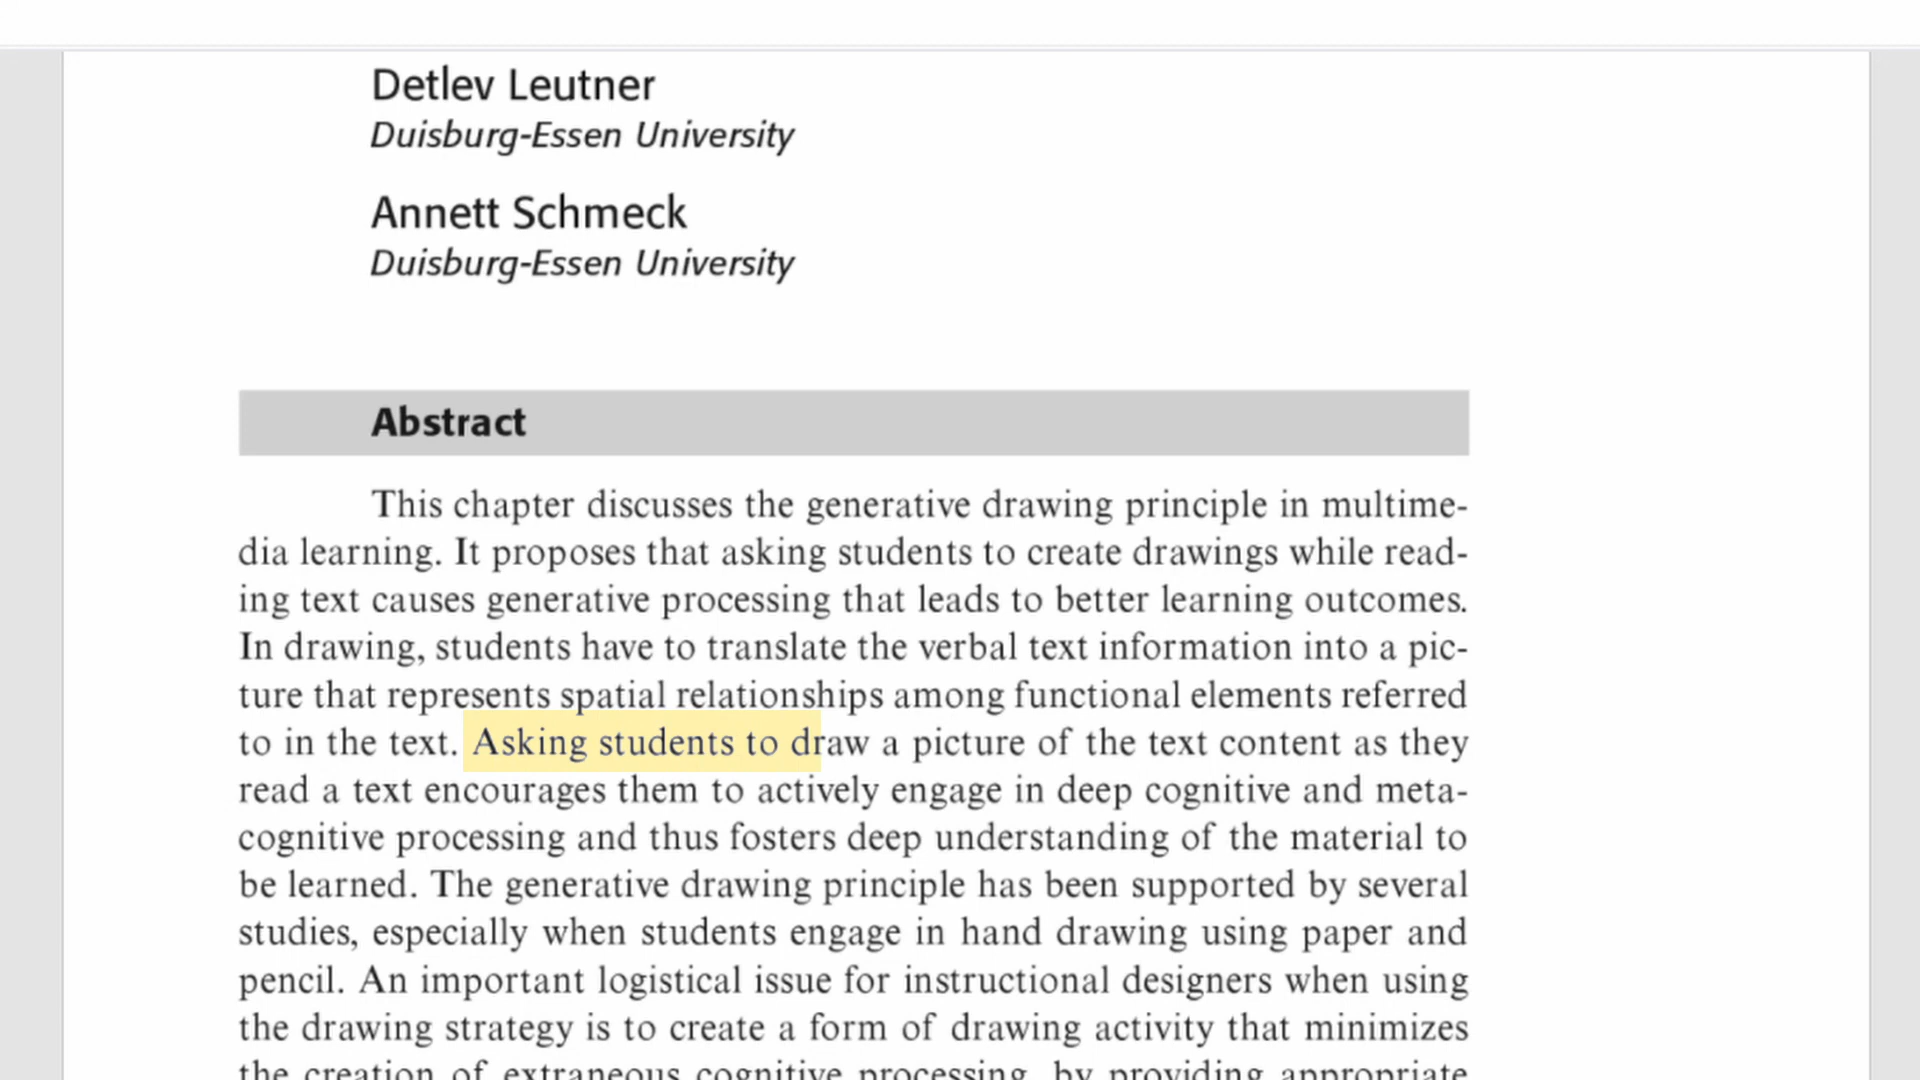 Detlev Leutner
Duisburg-Essen University
Annett Schmeck
Duisburg-Essen University
Abstract
This chapter discusses the generative drawing principle in multime-
dia learning. It proposes that asking students to create drawings while read-
ing text causes generative processing that leads to better learning outcomes.
In drawing, students have to translate the verbal text information into a pic-
ture that represents spatial relationships among functional elements referred
to in the text. Asking students to draw a picture of the text content as they
read a text encourages them to actively engage in deep cognitive and meta-
cognitive processing and thus fosters deep understanding of the material to
be learned. The generative drawing principle has been supported by several
studies, especially when students engage in hand drawing using paper and
pencil. An important logistical issue for instructional designers when using
the drawing strategy is to create a form of drawing activity that minimizes
the creation of extraneous cognitive processing, by providing appropriate